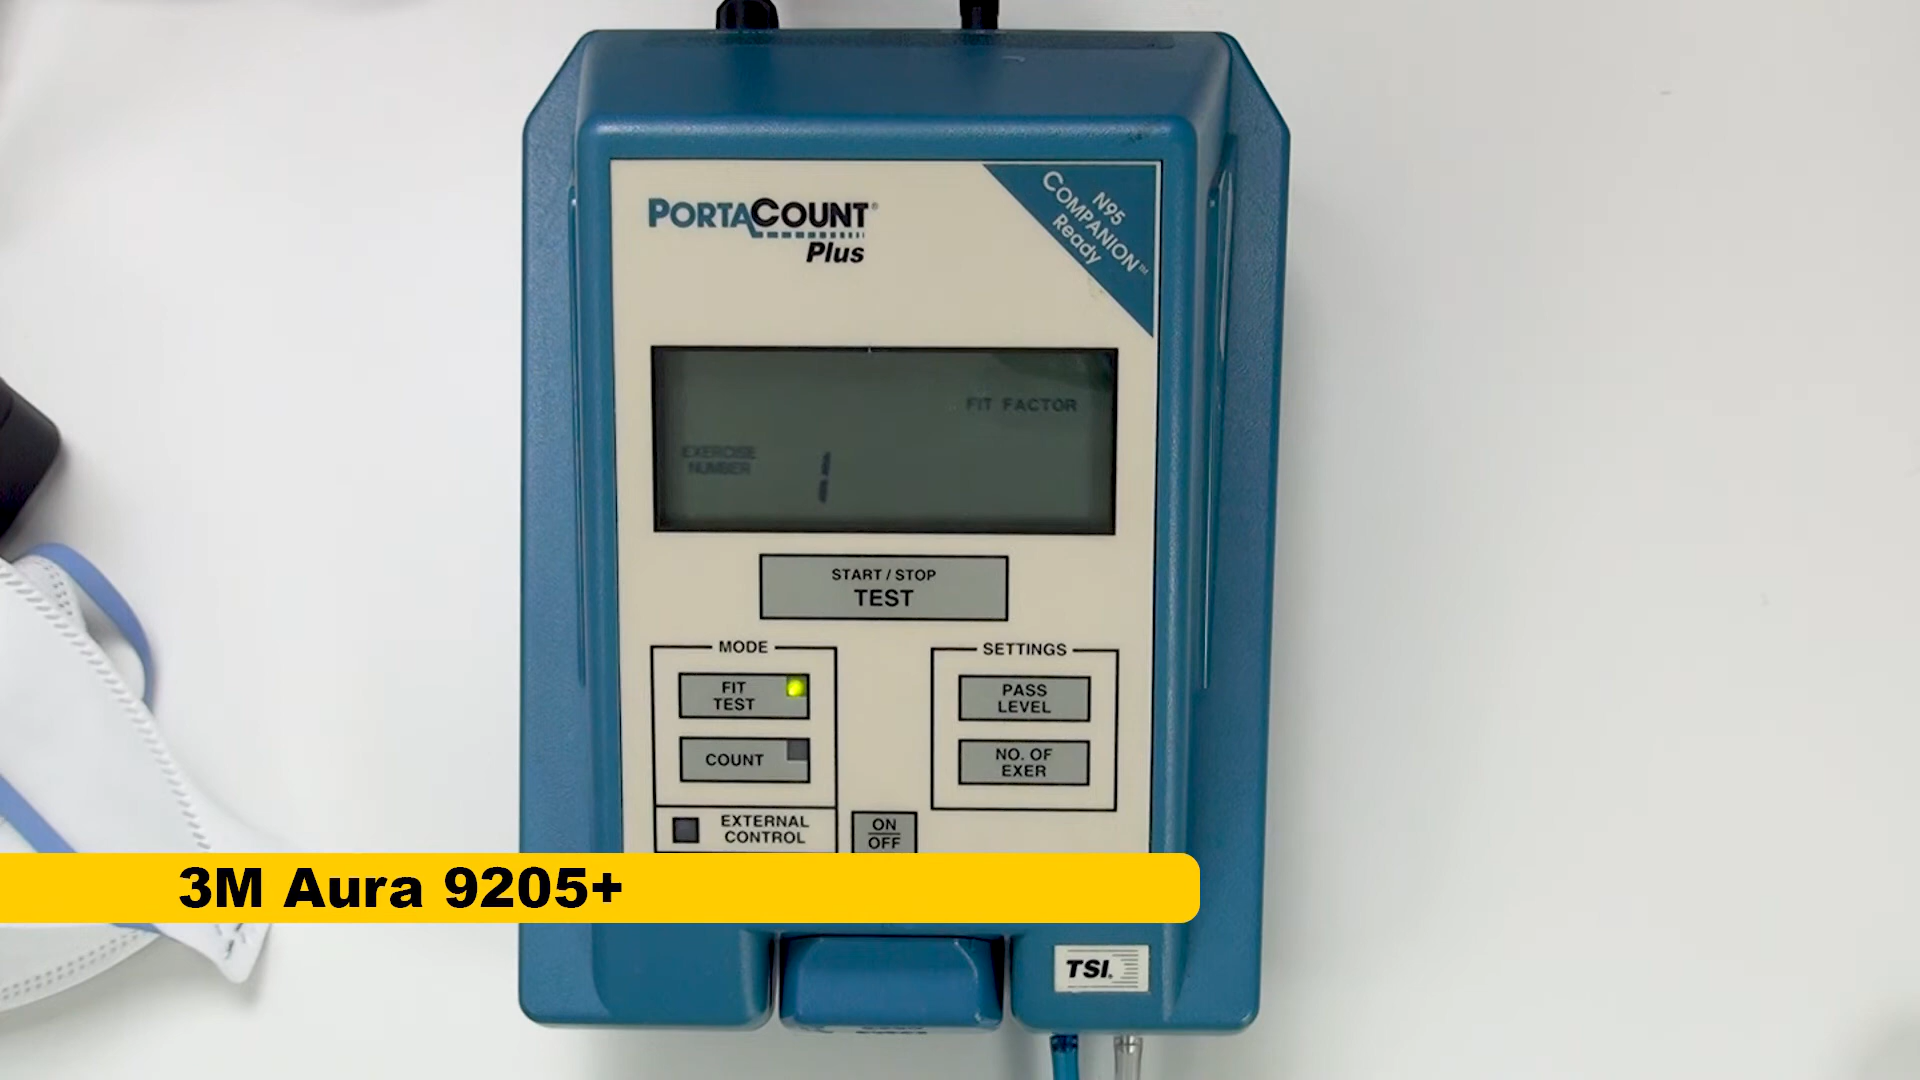 PORTACOUNT®
Plus
N95
COMPANION™
Ready
FIT FACTOR
EXERCISE
NUMBER
1
START / STOP
TEST
MODE
FIT
TEST
COUNT
EXTERNAL
CONTROL
ON
OFF
SETTINGS
PASS
LEVEL
NO. OF
EXER
3M Aura 9205+
TSI